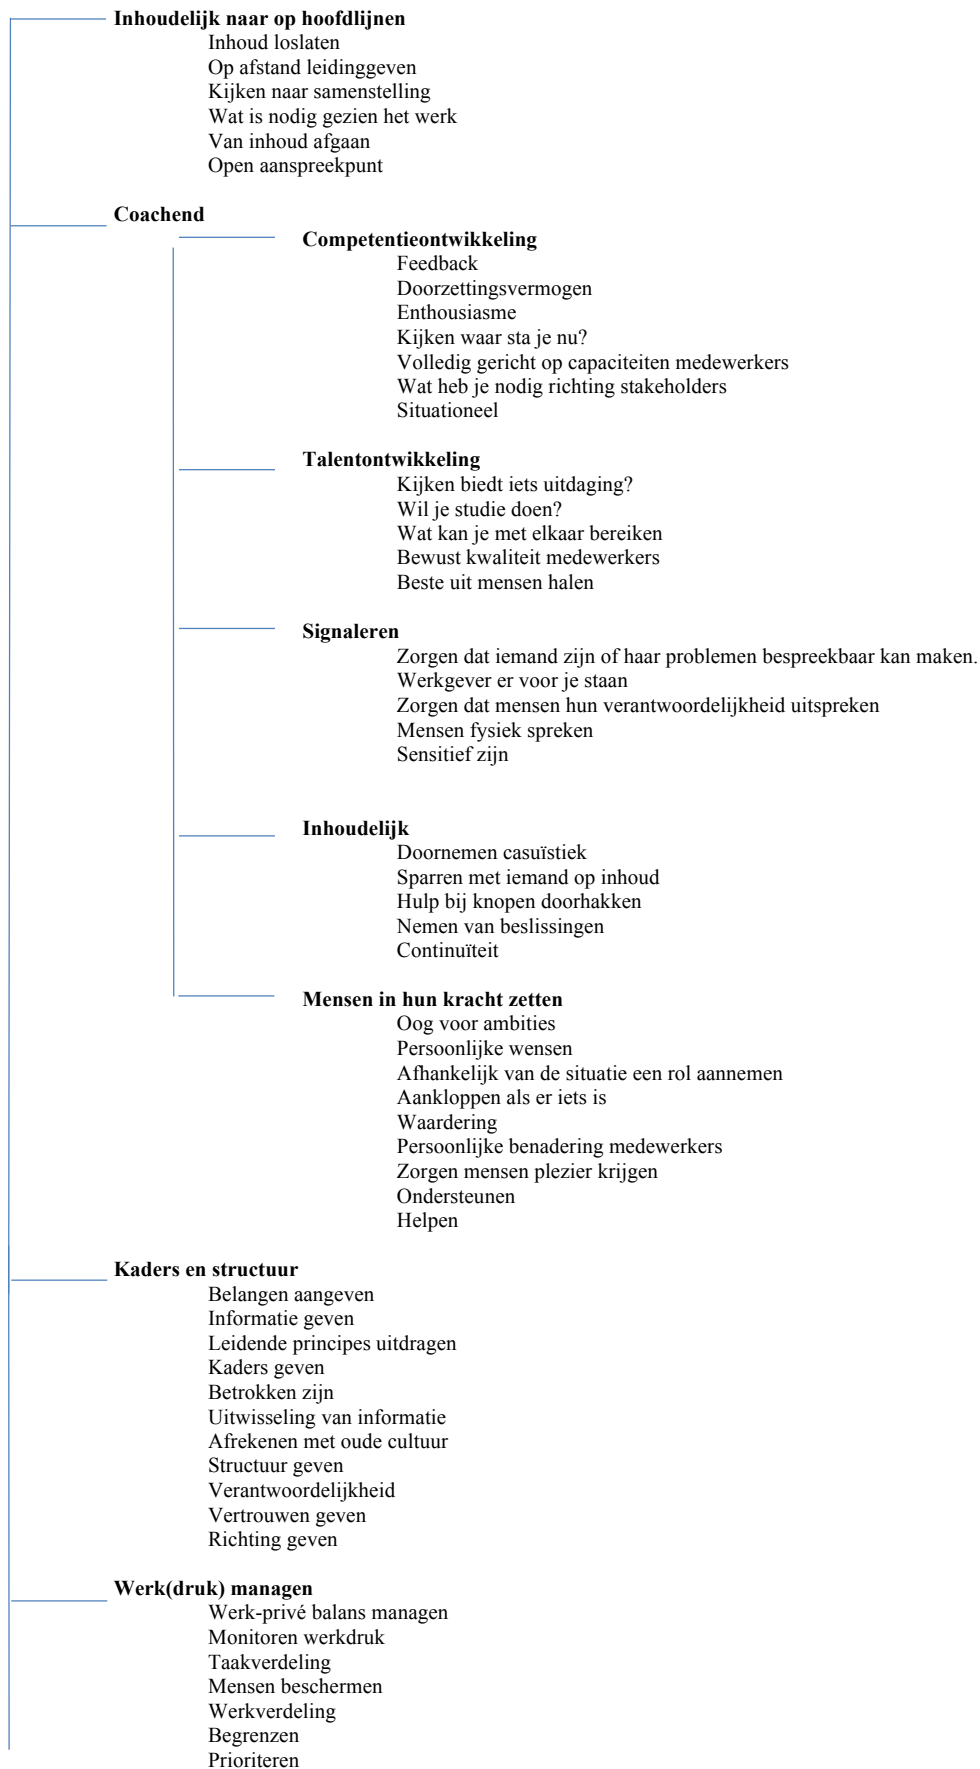 Inhoudelijk naar op hoofdlijnen
Inhoud loslaten
Op afstand leidinggeven
Kijken naar samenstelling
Wat is nodig gezien het werk
Van inhoud afgaan
Open aanspreekpunt
Coachend
Competentieontwikkeling
Feedback
Doorzettingsvermogen
Enthousiasme
Kijken waar sta je nu?
Volledig gericht op capaciteiten medewerkers
Wat heb je nodig richting stakeholders
Situationeel
Talentontwikkeling
Kijken biedt iets uitdaging?
Wil je studie doen?
Wat kan je met elkaar bereiken
Bewust kwaliteit medewerkers
Beste uit mensen halen
Signaleren
Zorgen dat iemand zijn of haar problemen bespreekbaar kan maken.
Werkgever er voor je staan
Zorgen dat mensen hun verantwoordelijkheid uitspreken
Mensen fysiek spreken
Sensitief zijn
Inhoudelijk
Doornemen casuïstiek
Sparren met iemand op inhoud
Hulp bij knopen doorhakken
Nemen van beslissingen
Continuïteit
Mensen in hun kracht zetten
Oog voor ambities
Persoonlijke wensen
Afhankelijk van de situatie een rol aannemen
Aankloppen als er iets is
Waardering
Persoonlijke benadering medewerkers
Zorgen mensen plezier krijgen
Ondersteunen
Helpen
Kaders en structuur
Belangen aangeven
Informatie geven
Leidende principes uitdragen
Kaders geven
Betrokken zijn
Uitwisseling van informatie
Afrekenen met oude cultuur
Structuur geven
Verantwoordelijkheid
Vertrouwen geven
Richting geven
Werk(druk) managen
Werk-privé balans managen
Monitoren werkdruk
Taakverdeling
Mensen beschermen
Werkverdeling
Begrenzen
Prioriteren